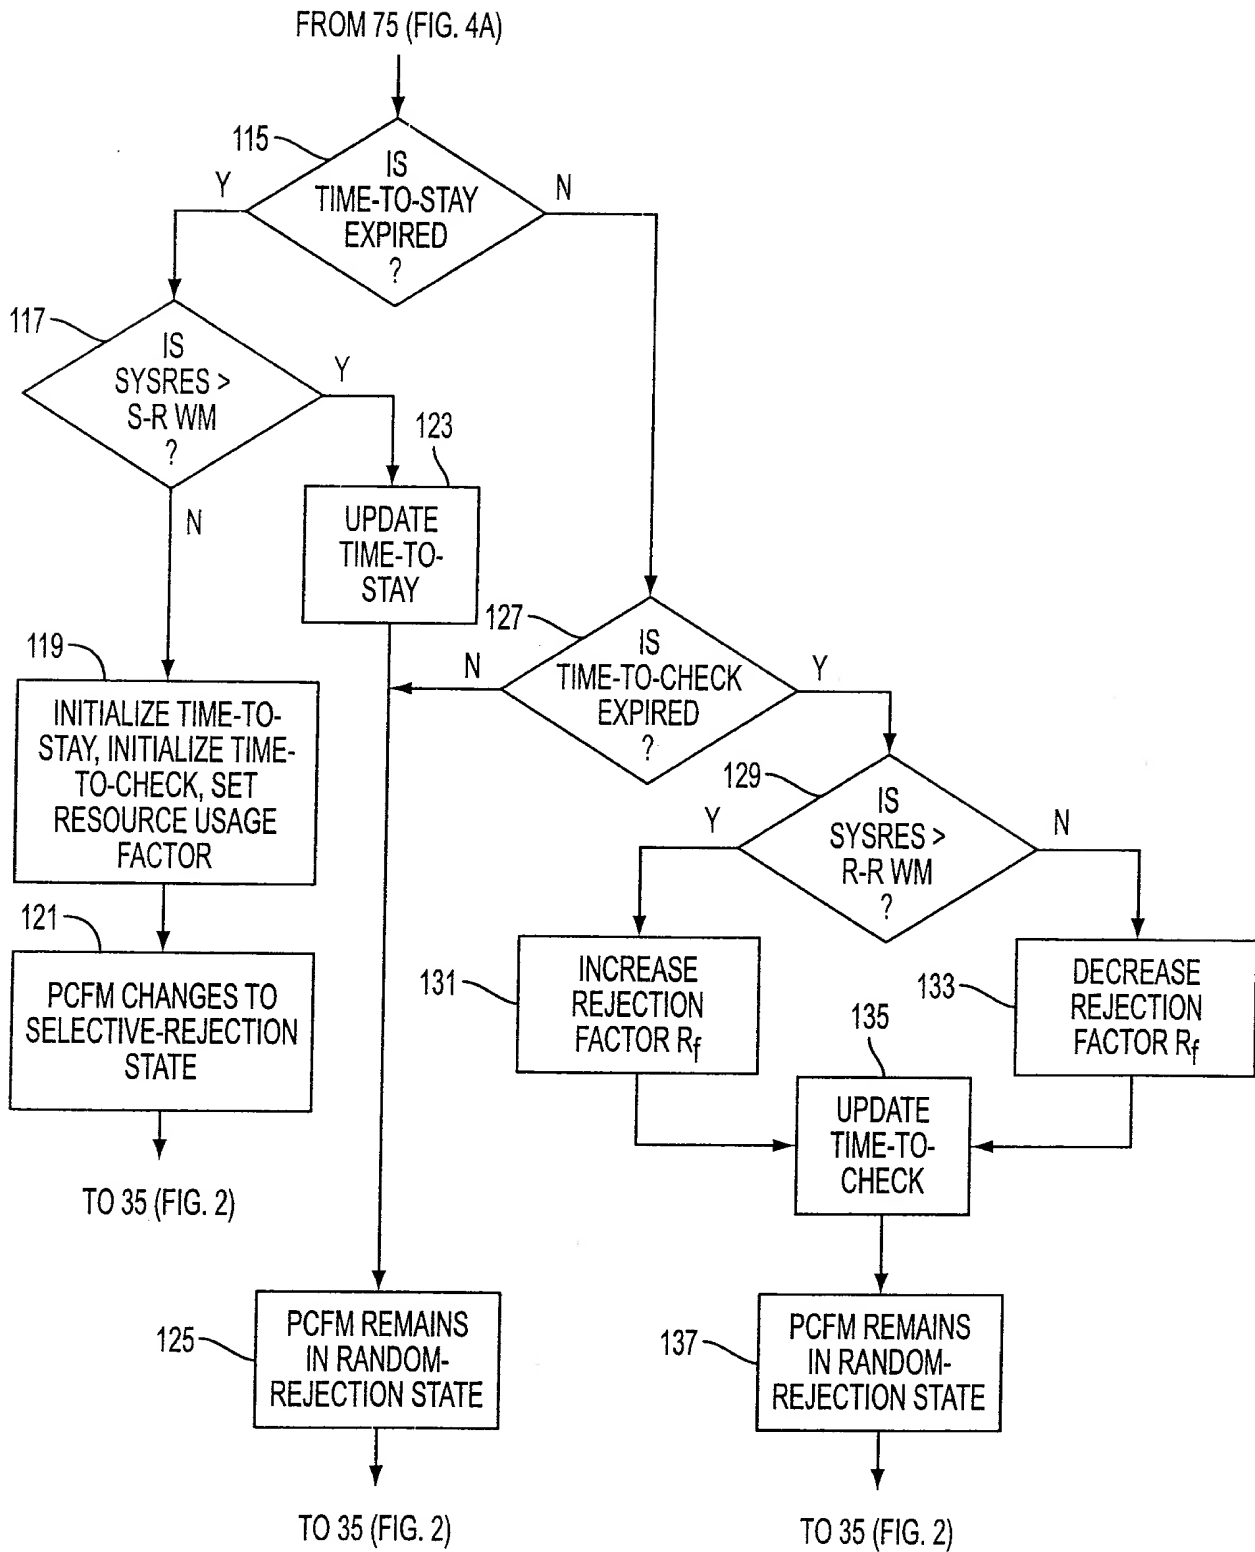 FROM 75 (FIG. 4A)
115
IS
TIME-TO-STAY
EXPIRED
?
Y
N
117
IS
SYSRES >
S-R WM
?
Y
N
123
UPDATE
TIME-TO-
STAY
127
IS
TIME-TO-CHECK
EXPIRED
?
N
Y
119
INITIALIZE TIME-TO-
STAY, INITIALIZE TIME-
TO-CHECK, SET
RESOURCE USAGE
FACTOR
129
IS
SYSRES >
R-R WM
?
Y
N
121
PCFM CHANGES TO
SELECTIVE-REJECTION
STATE
TO 35 (FIG. 2)
131
INCREASE
REJECTION
FACTOR Rf
133
DECREASE
REJECTION
FACTOR Rf
135
UPDATE
TIME-TO-
CHECK
125
PCFM REMAINS
IN RANDOM-
REJECTION STATE
TO 35 (FIG. 2)
137
PCFM REMAINS
IN RANDOM-
REJECTION STATE
TO 35 (FIG. 2)